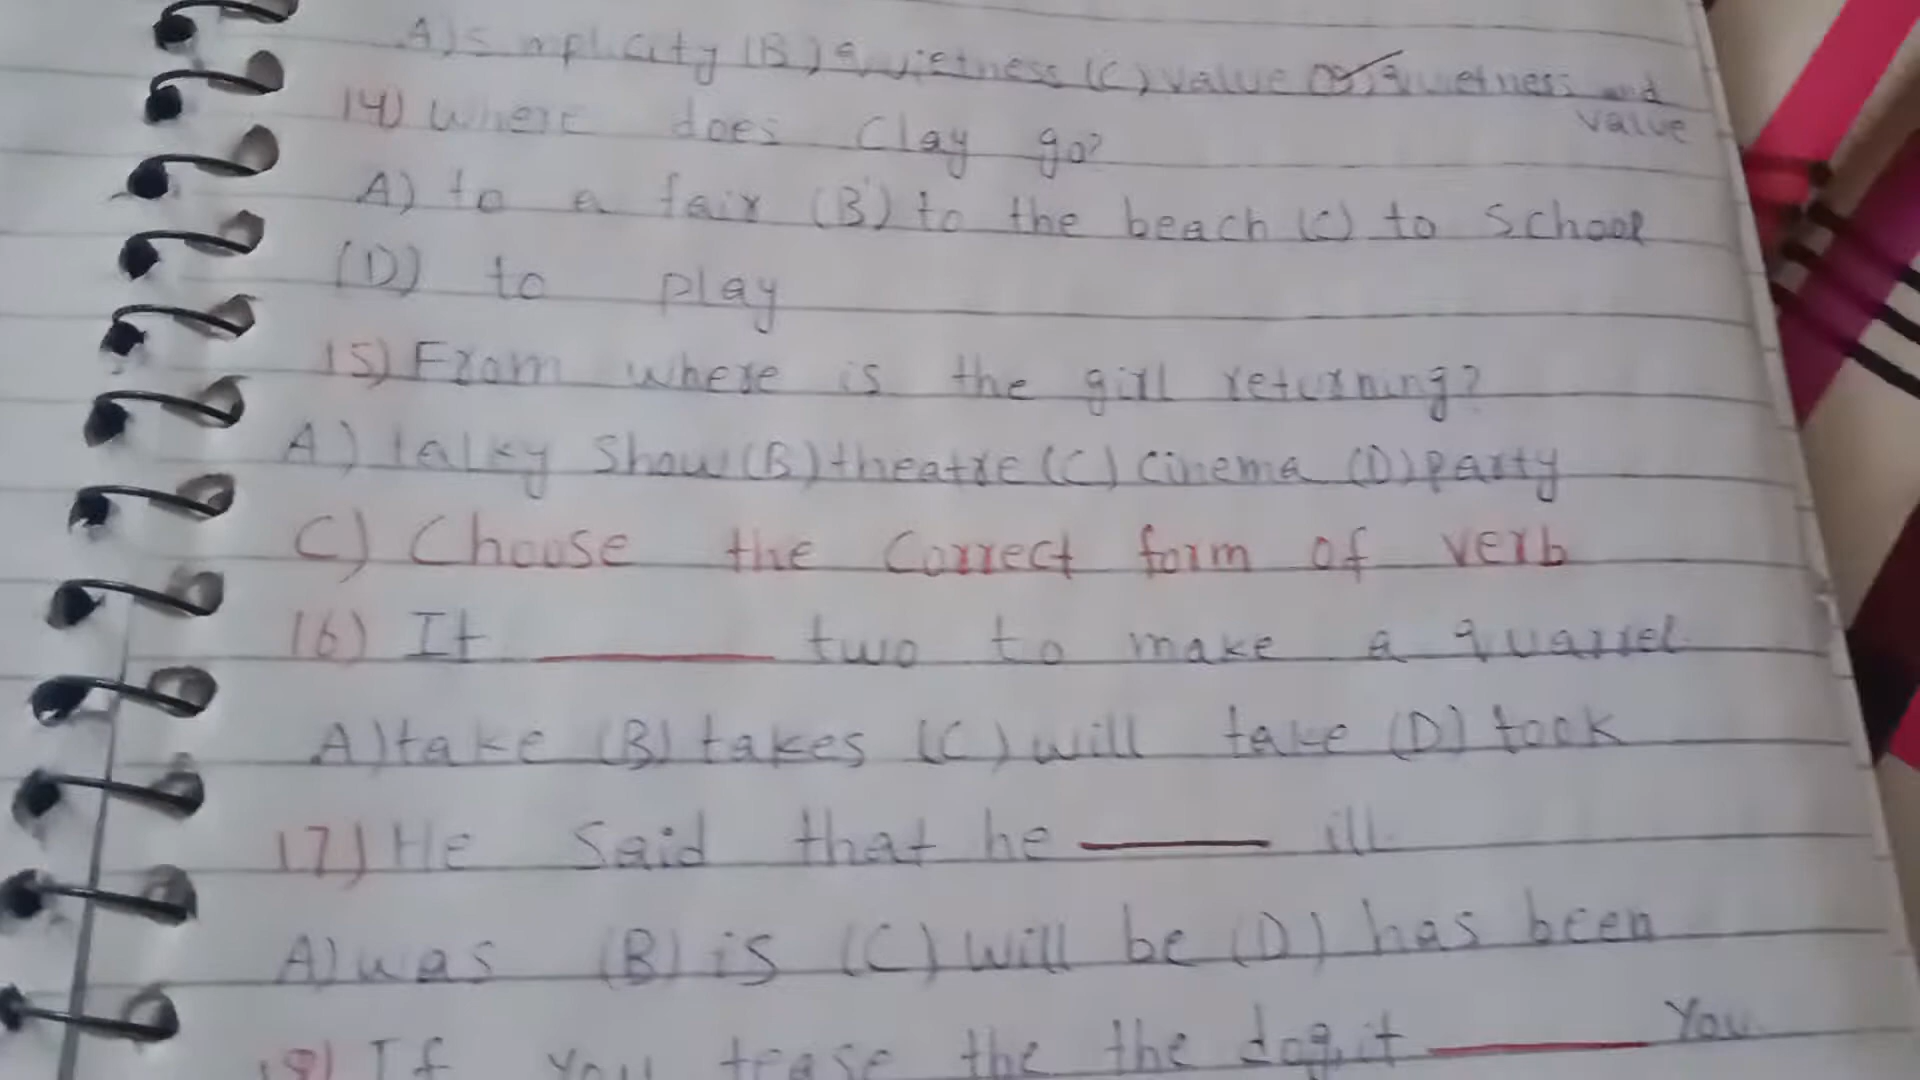 A) Simplicity (B) quietness (C) value (D) quietness and
value
14) Where does Clay go?
A) to a fair (B) to the beach (C) to School
(D) to play
15) From where is the girl returning?
A) talky Show (B) theatre (C) Cinema (D) party
C) Choose the Correct form of verb
16) It ______ two to make a quarrel
A) take (B) takes (C) will take (D) took
17) He Said that he ______ ill
A) was (B) is (C) will be (D) has been
18) If you tease the the dog, it ______ You